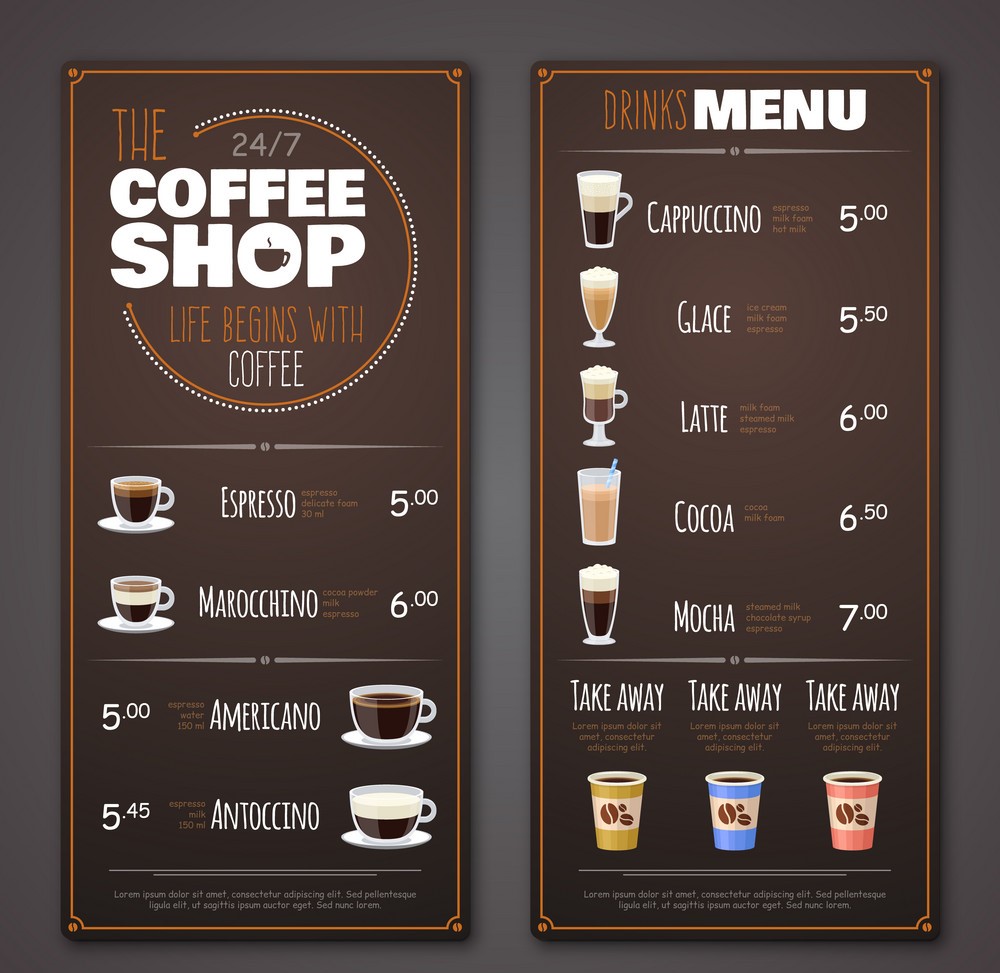 THE
24/7
COFFEE
SHOP
LIFE BEGINS WITH
COFFEE
ESPRESSO espresso delicate foam 30 ml 5.00
MAROCCHINO cocoa powder milk espresso 6.00
5.00 espresso water 150 ml AMERICANO
5.45 espresso milk 150 ml ANTOCCINO
Lorem ipsum dolor sit amet, consectetur adipiscing elit. Sed pellentesque
ligula elit, ut sagittis ipsum auctor eget. Sed nunc lorem.
DRINKS MENU
CAPPUCCINO espresso milk foam hot milk 5.00
GLACE ice cream milk foam espresso 5.50
LATTE milk foam steamed milk espresso 6.00
COCOA cocoa milk foam 6.50
MOCHA steamed milk chocolate syrup espresso 7.00
TAKE AWAY
Lorem ipsum dolor sit
amet, consectetur
adipiscing elit.
TAKE AWAY
Lorem ipsum dolor sit
amet, consectetur
adipiscing elit.
TAKE AWAY
Lorem ipsum dolor sit
amet, consectetur
adipiscing elit.
Lorem ipsum dolor sit amet, consectetur adipiscing elit. Sed pellentesque
ligula elit, ut sagittis ipsum auctor eget. Sed nunc lorem.